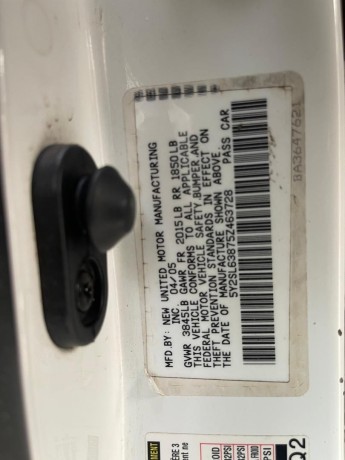 MFD.BY: NEW UNITED MOTOR MANUFACTURING
INC. 04/05
GVWR 3845LB GAWR FR 2015LB RR 1850LB
THIS VEHICLE CONFORMS TO ALL APPLICABLE
FEDERAL MOTOR VEHICLE SAFETY,BUMPER,AND
THEFT PREVENTION STANDARDS IN EFFECT ON
THE DATE OF MANUFACTURE SHOWN ABOVE
5Y2SL63875Z463728 PASS CAR
BA3647621